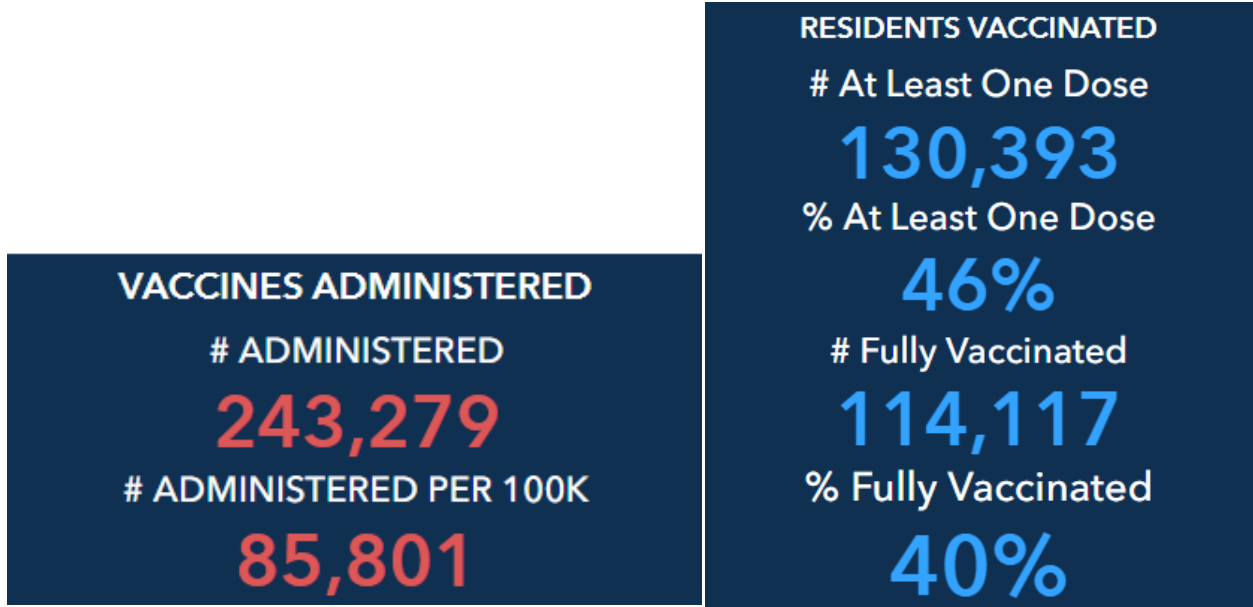 VACCINES ADMINISTERED
# ADMINISTERED
243,279
# ADMINISTERED PER 100K
85,801
RESIDENTS VACCINATED
# At Least One Dose
130,393
% At Least One Dose
46%
# Fully Vaccinated
114,117
% Fully Vaccinated
40%